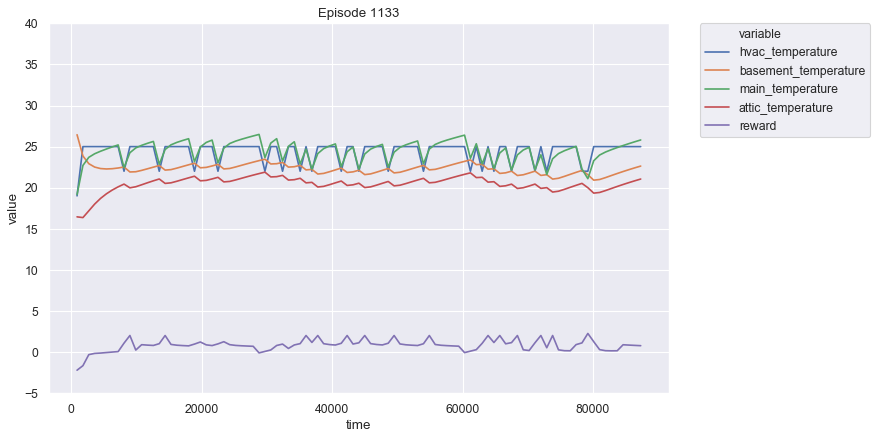 Episode 1133
40
35
30
25
20
15
10
5
0
−5
value
0 20000 40000 60000 80000
time
variable
hvac_temperature
basement_temperature
main_temperature
attic_temperature
reward